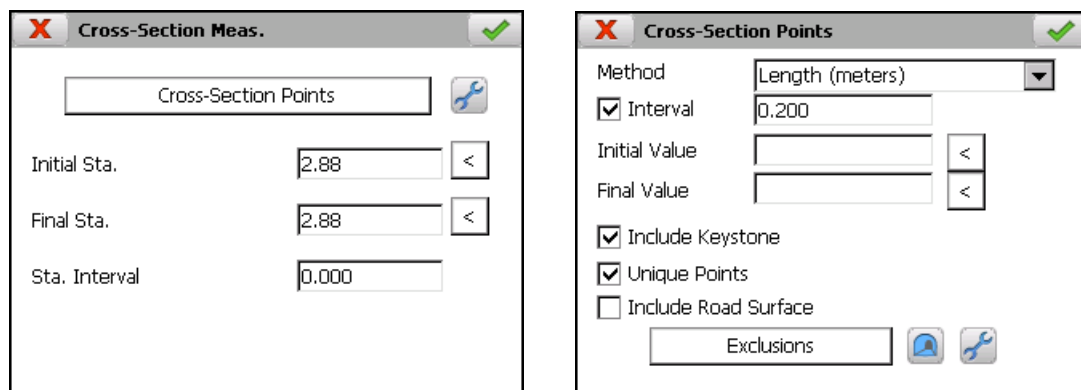 Cross-Section Meas.
Cross-Section Points
Initial Sta. 2.88 <
Final Sta. 2.88 <
Sta. Interval 0.000
Cross-Section Points
Method Length (meters)
Interval 0.200
Initial Value <
Final Value <
Include Keystone
Unique Points
Include Road Surface
Exclusions